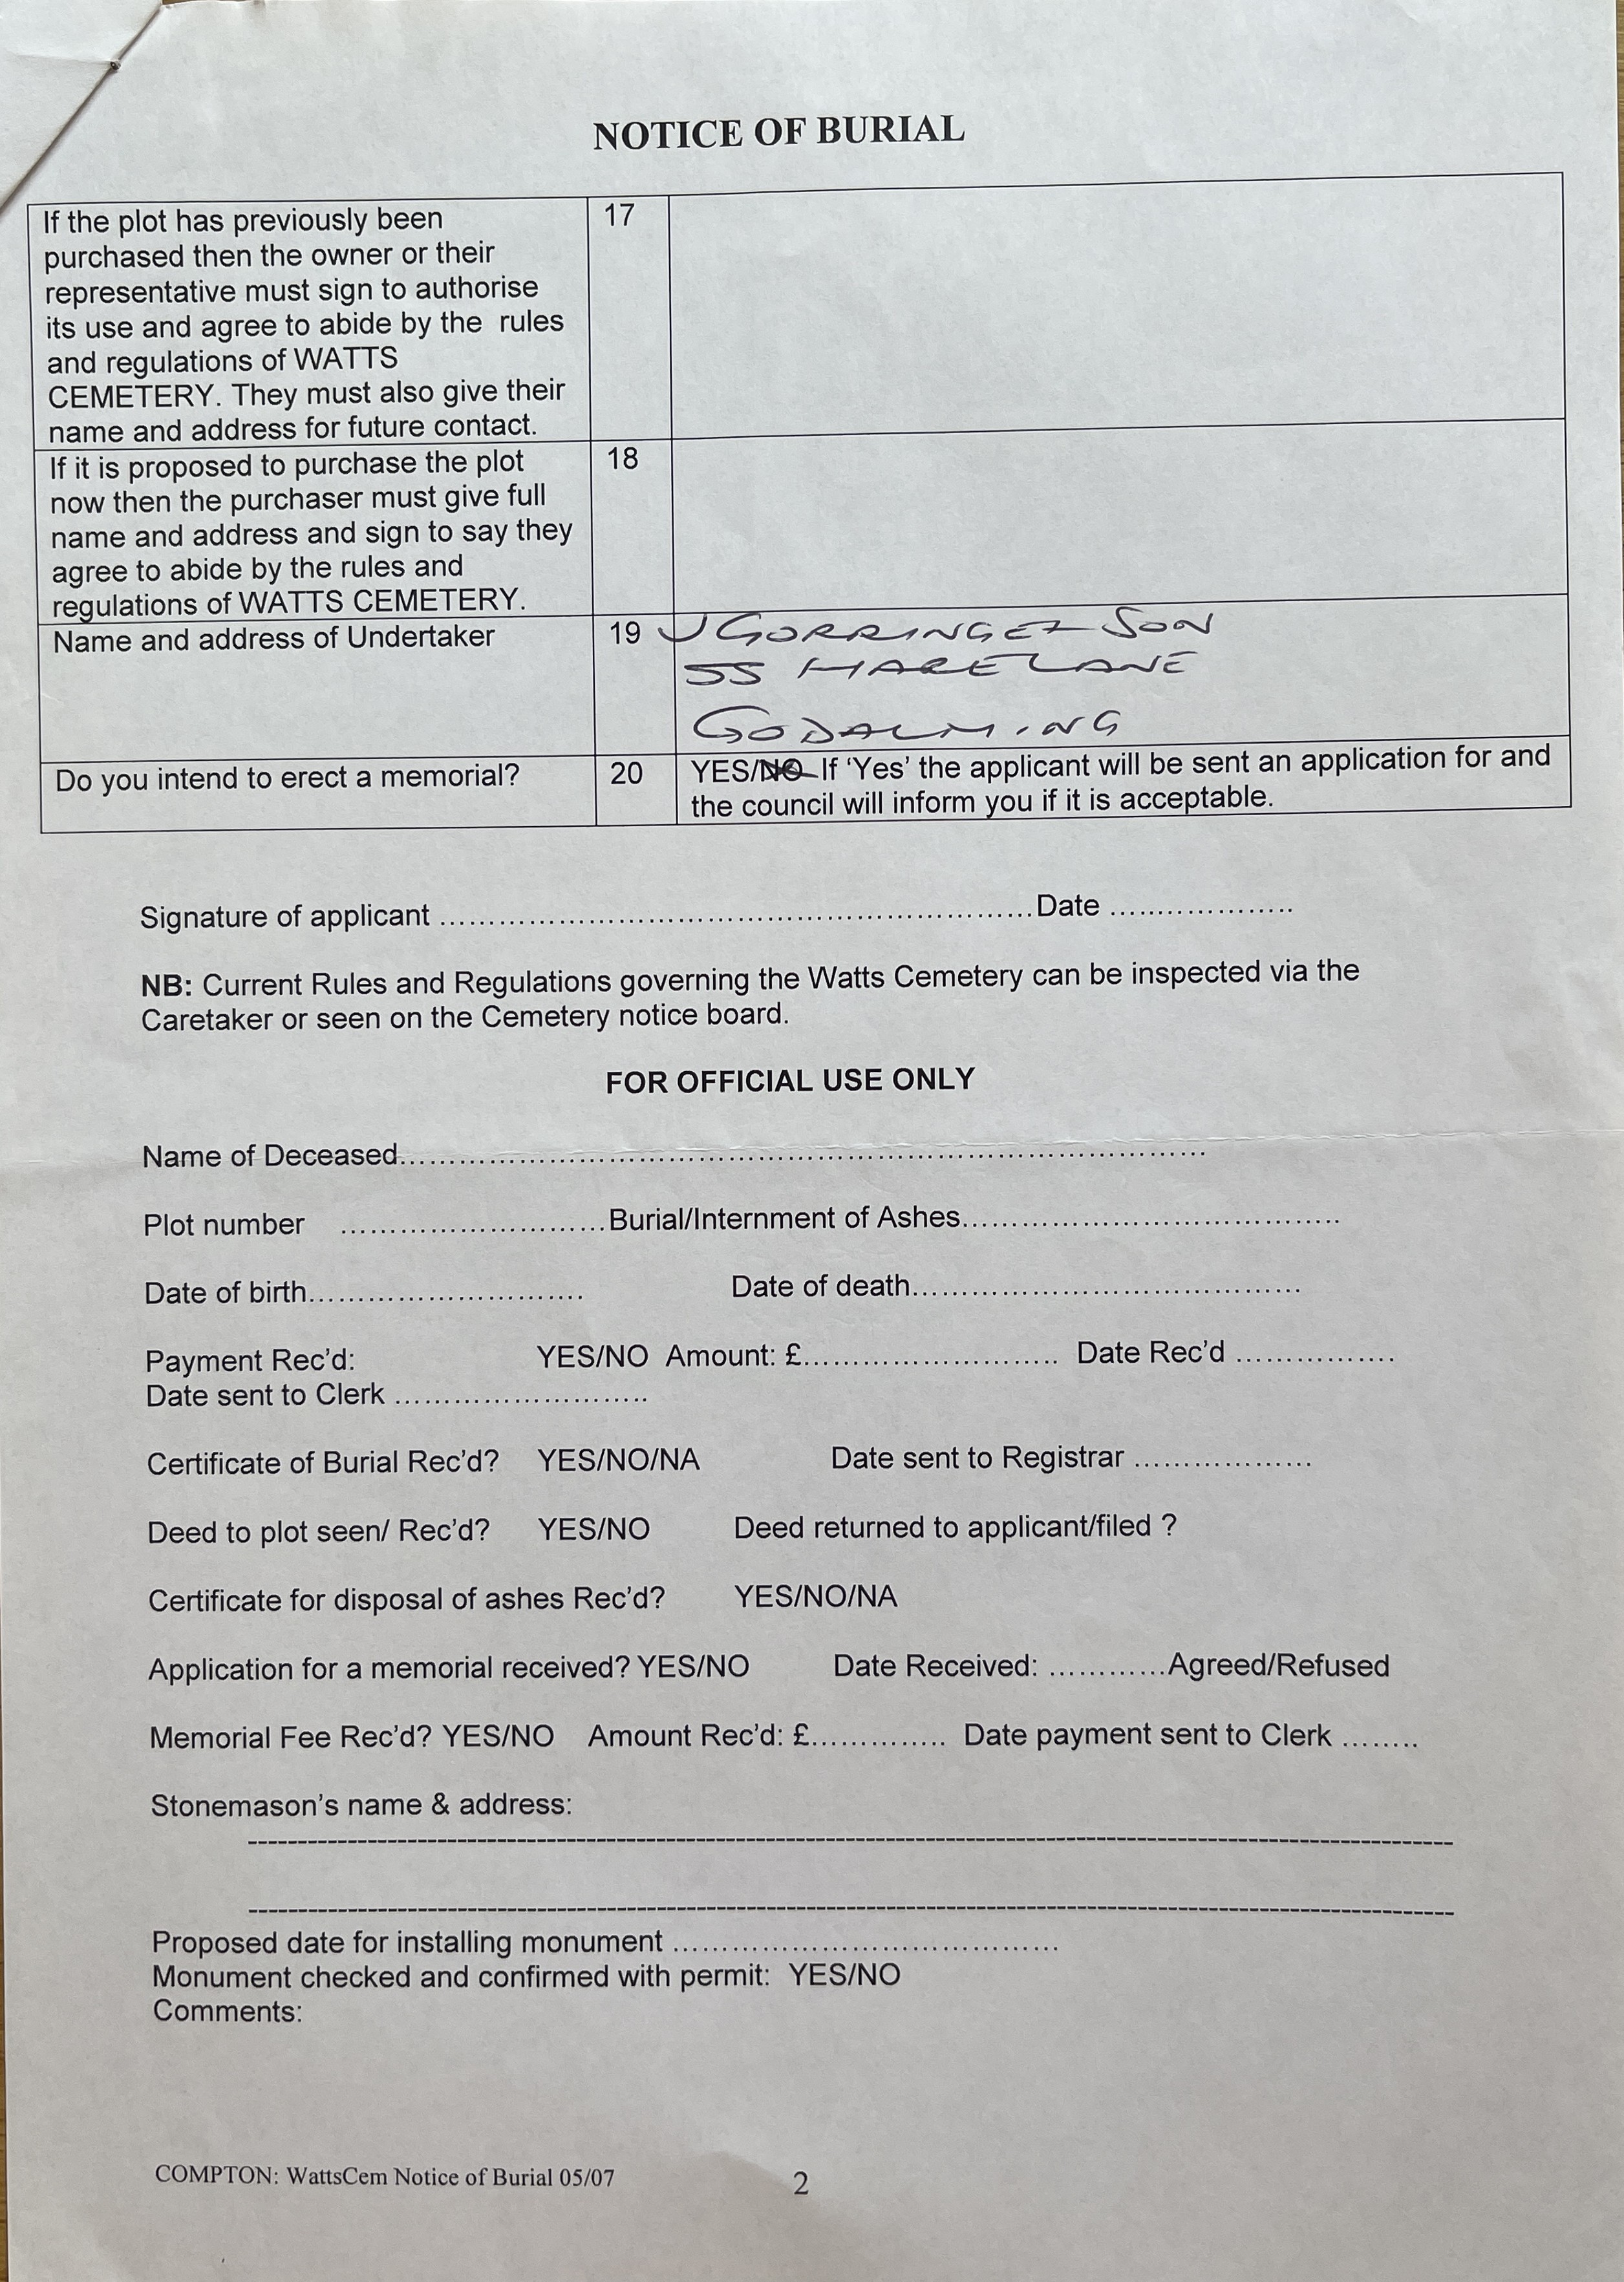 NOTICE OF BURIAL
If the plot has previously been
purchased then the owner or their
representative must sign to authorise
its use and agree to abide by the rules
and regulations of WATTS
CEMETERY. They must also give their
name and address for future contact.
17
If it is proposed to purchase the plot
now then the purchaser must give full
name and address and sign to say they
agree to abide by the rules and
regulations of WATTS CEMETERY.
18
Name and address of Undertaker
19
J GORRINGE & SON
55 HARE LANE
GODALMING
Do you intend to erect a memorial?
20
YES/NO If ‘Yes’ the applicant will be sent an application for and
the council will inform you if it is acceptable.
Signature of applicant ........................................................................Date ......................
NB: Current Rules and Regulations governing the Watts Cemetery can be inspected via the
Caretaker or seen on the Cemetery notice board.
FOR OFFICIAL USE ONLY
Name of Deceased..................................................................................................
Plot number ................................Burial/Internment of Ashes..............................................
Date of birth................................. Date of death...............................................
Payment Rec’d: YES/NO Amount: £............................... Date Rec’d ...................
Date sent to Clerk ...............................
Certificate of Burial Rec’d? YES/NO/NA Date sent to Registrar .....................
Deed to plot seen/ Rec’d? YES/NO Deed returned to applicant/filed ?
Certificate for disposal of ashes Rec’d? YES/NO/NA
Application for a memorial received? YES/NO Date Received: ..............Agreed/Refused
Memorial Fee Rec’d? YES/NO Amount Rec’d: £................ Date payment sent to Clerk .........
Stonemason’s name & address:
Proposed date for installing monument ...............................................
Monument checked and confirmed with permit: YES/NO
Comments:
COMPTON: WattsCem Notice of Burial 05/07
2